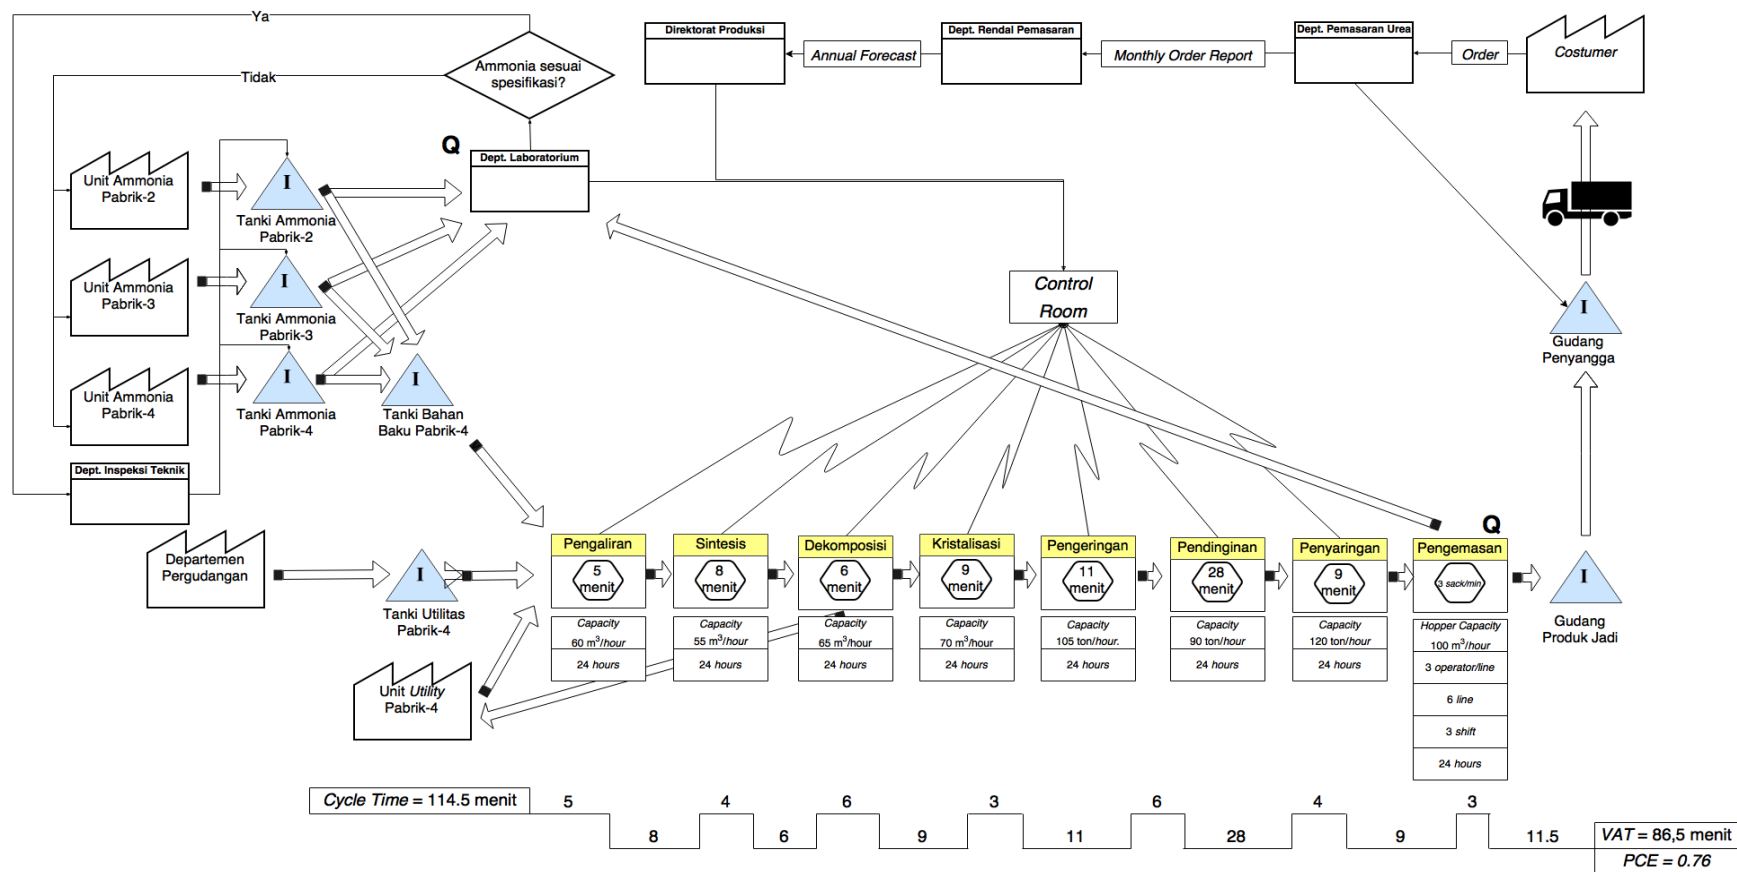 Ya
Tidak
Ammonia sesuai
spesifikasi?
Direktorat Produksi
Annual Forecast
Dept. Rendal Pemasaran
Monthly Order Report
Dept. Pemasaran Urea
Order
Costumer
Q
Dept. Laboratorium
Unit Ammonia
Pabrik-2
I
Tanki Ammonia
Pabrik-2
Unit Ammonia
Pabrik-3
I
Tanki Ammonia
Pabrik-3
Unit Ammonia
Pabrik-4
I
Tanki Ammonia
Pabrik-4
I
Tanki Bahan
Baku Pabrik-4
Control
Room
I
Gudang
Penyangga
Dept. Inspeksi Teknik
Departemen
Pergudangan
I
Tanki Utilitas
Pabrik-4
Unit Utility
Pabrik-4
Pengaliran
5
menit
Capacity
60 m³/hour
24 hours
Sintesis
8
menit
Capacity
55 m³/hour
24 hours
Dekomposisi
6
menit
Capacity
65 m³/hour
24 hours
Kristalisasi
9
menit
Capacity
70 m³/hour
24 hours
Pengeringan
11
menit
Capacity
105 ton/hour.
24 hours
Pendinginan
28
menit
Capacity
90 ton/hour
24 hours
Penyaringan
9
menit
Capacity
120 ton/hour
24 hours
Q
Pengemasan
3 sack/min
Hopper Capacity
100 m³/hour
3 operator/line
6 line
3 shift
24 hours
I
Gudang
Produk Jadi
Cycle Time = 114.5 menit
5 4 6 3 6 4 3
8 6 9 11 28 9 11.5
VAT = 86,5 menit
PCE = 0.76